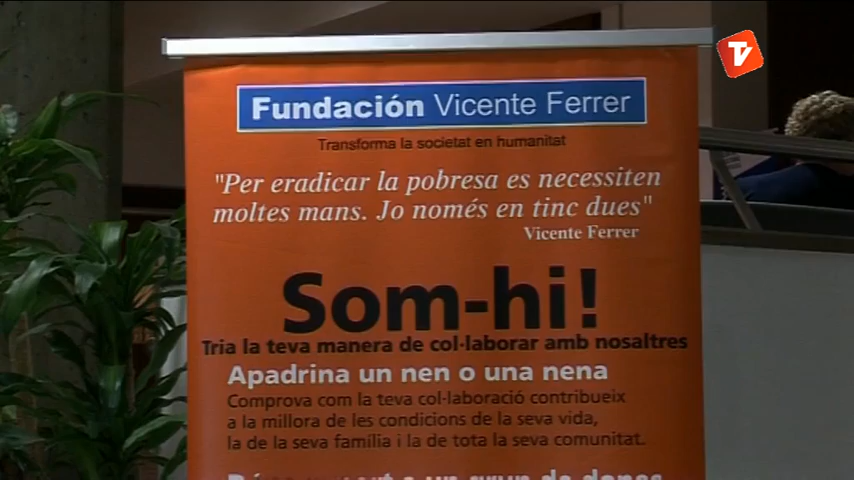 TV
Fundación Vicente Ferrer
Transforma la societat en humanitat
"Per eradicar la pobresa es necessiten
moltes mans. Jo només en tinc dues"
Vicente Ferrer
Som-hi!
Tria la teva manera de col·laborar amb nosaltres
Apadrina un nen o una nena
Comprova com la teva col·laboració contribueix
a la millora de les condicions de la seva vida,
la de la seva família i la de tota la seva comunitat.